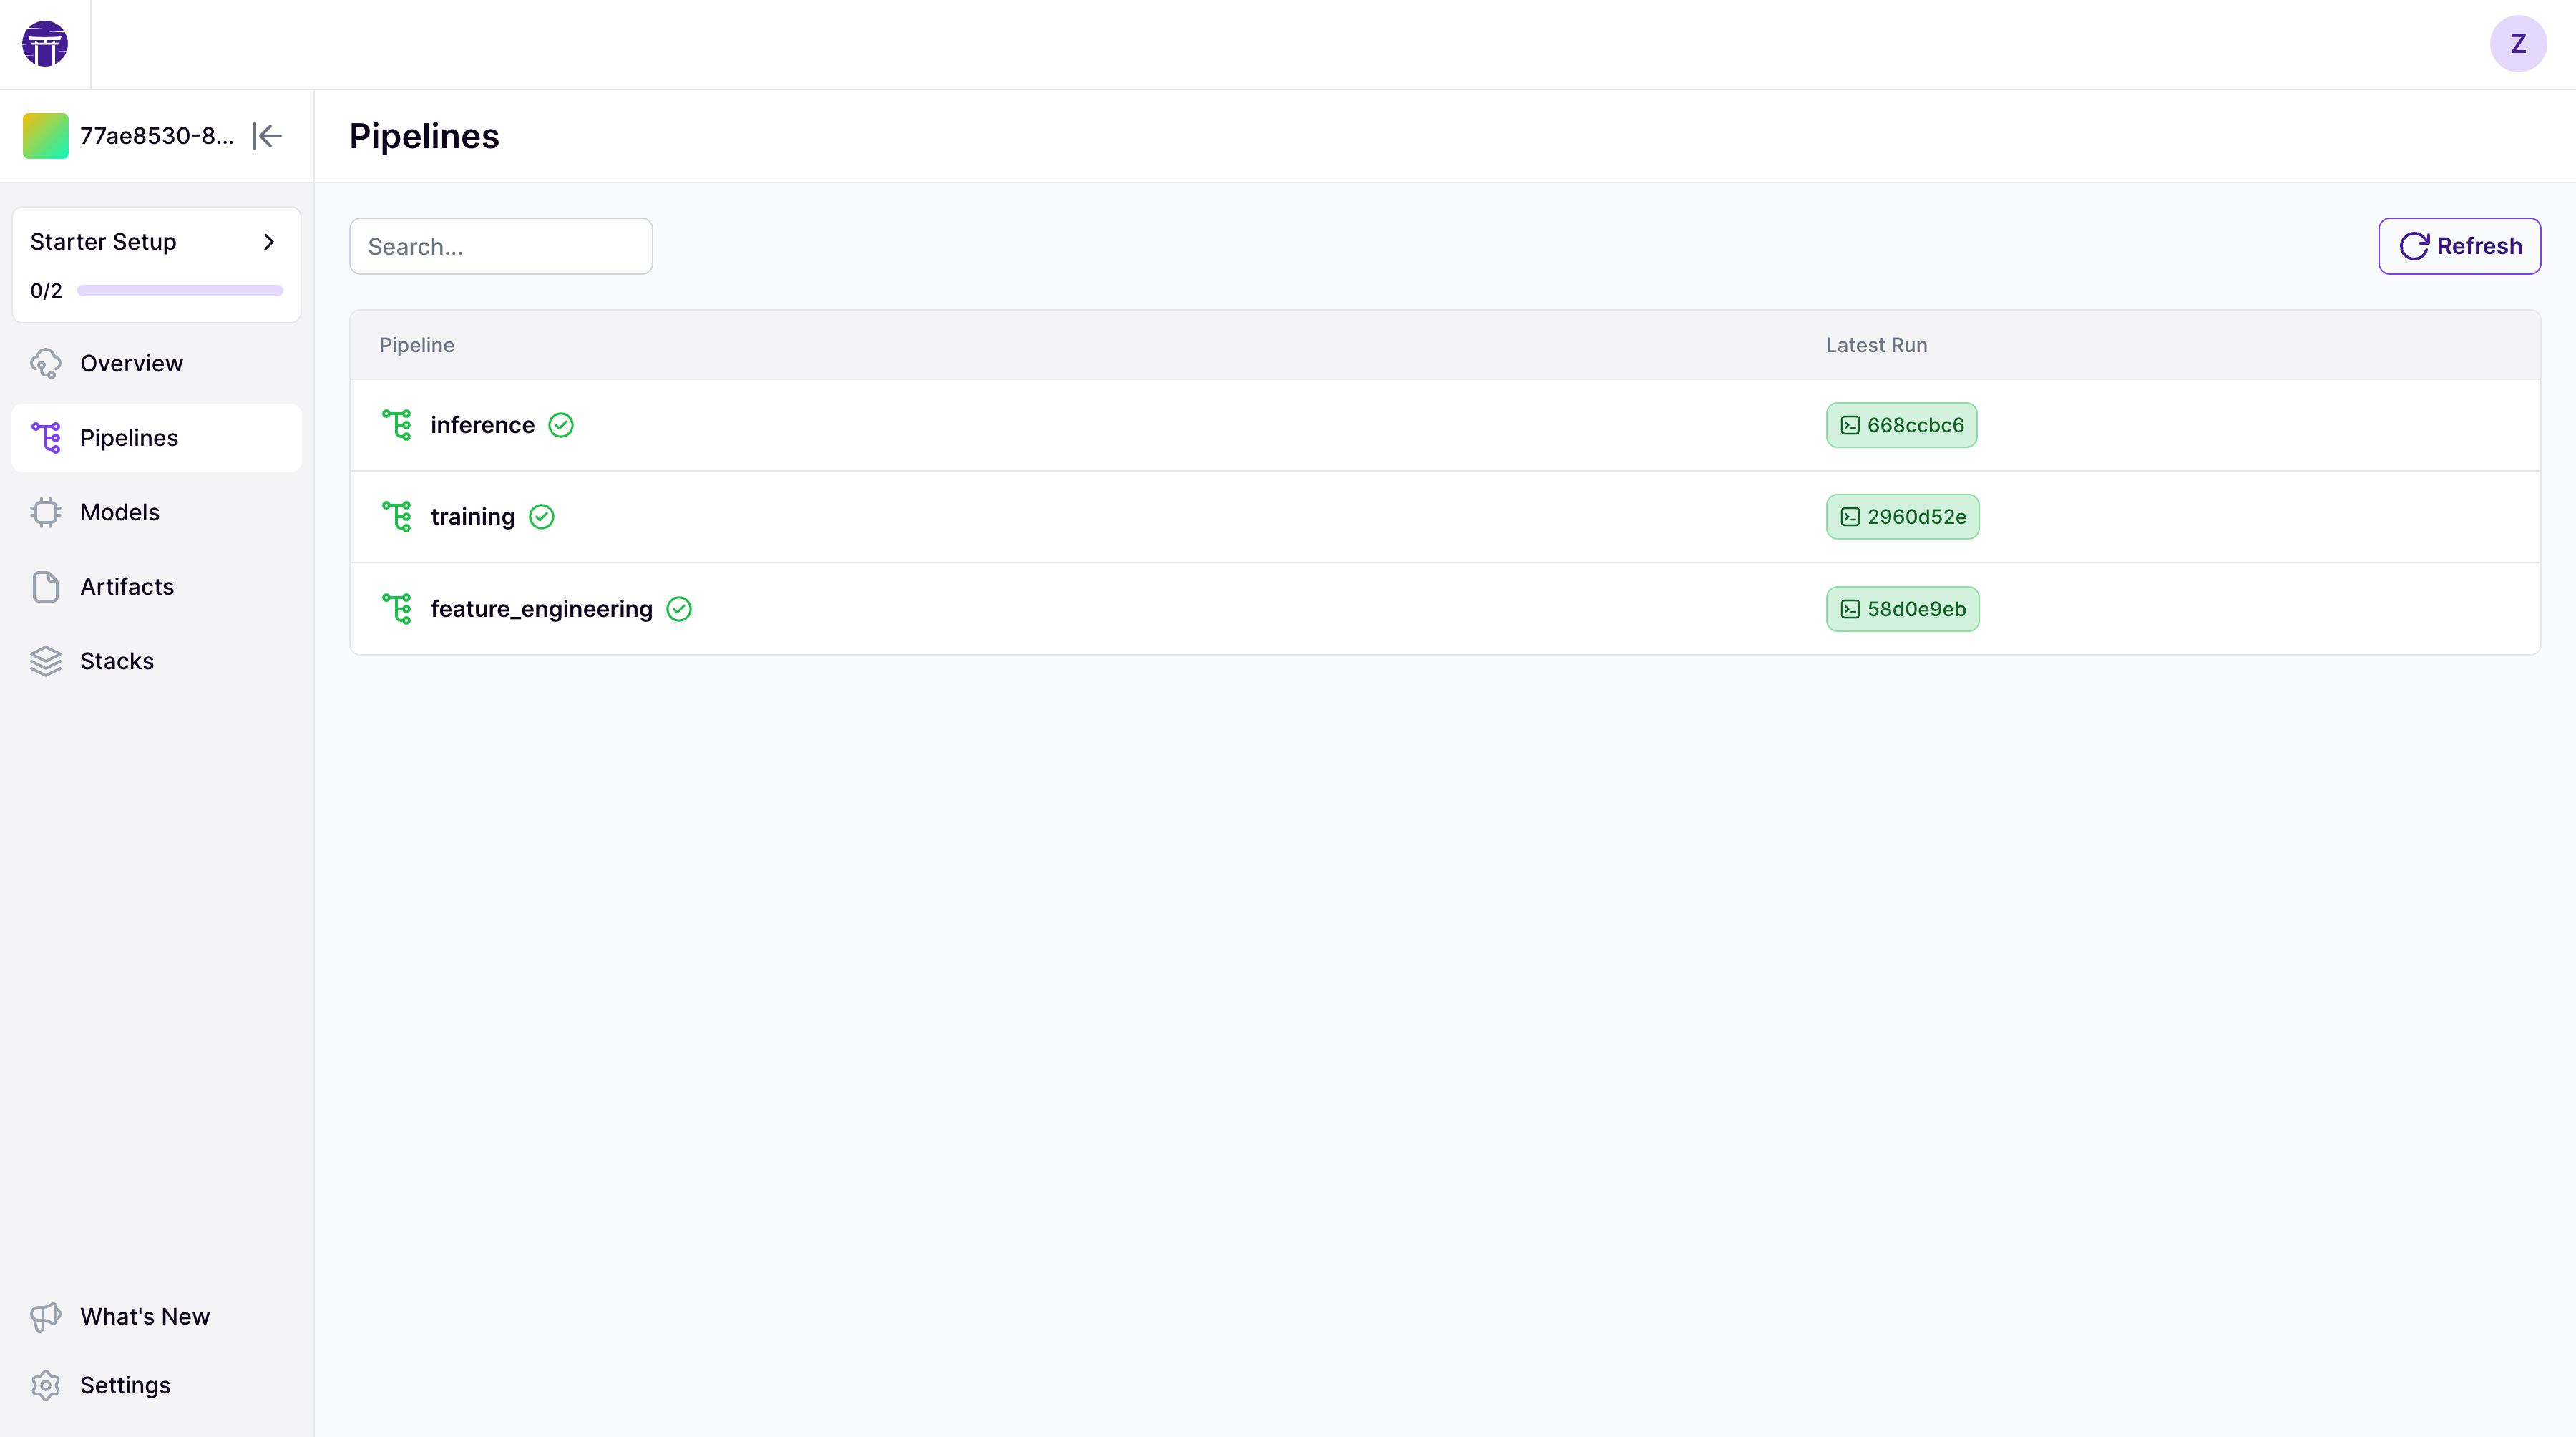 Z
77ae8530-8...
Pipelines
Starter Setup
0/2
Overview
Pipelines
Models
Artifacts
Stacks
What's New
Settings
Search...
Refresh
Pipeline Latest Run
inference 668ccbc6
training 2960d52e
feature_engineering 58d0e9eb